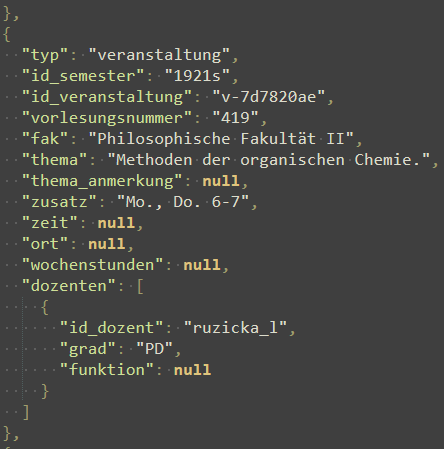 },
{
"typ": "veranstaltung",
"id_semester": "1921s",
"id_veranstaltung": "v-7d7820ae",
"vorlesungsnummer": "419",
"fak": "Philosophische Fakultät II",
"thema": "Methoden der organischen Chemie.",
"thema_anmerkung": null,
"zusatz": "Mo., Do. 6-7",
"zeit": null,
"ort": null,
"wochenstunden": null,
"dozenten": [
{
"id_dozent": "ruzicka_l",
"grad": "PD",
"funktion": null
}
]
},